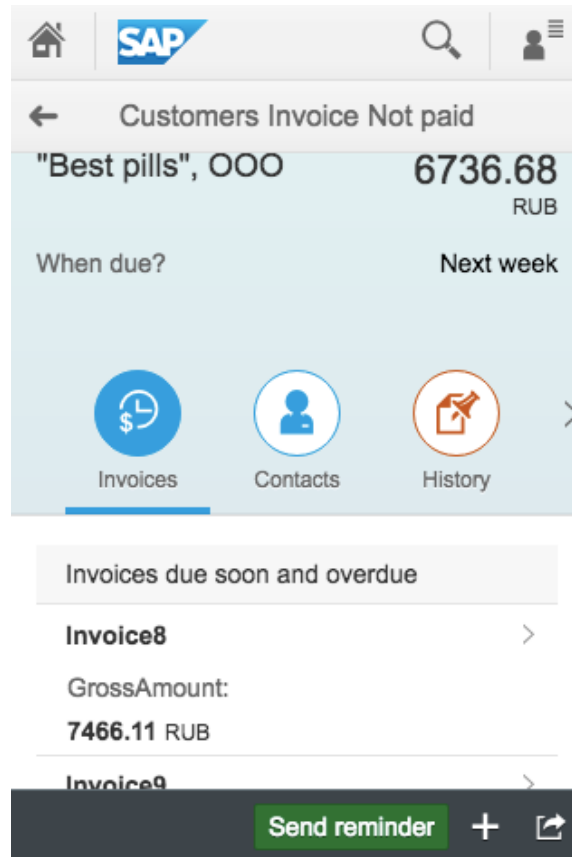 SAP
Customers Invoice Not paid
"Best pills", OOO 6736.68
RUB
When due? Next week
Invoices Contacts History
Invoices due soon and overdue
Invoice8
GrossAmount:
7466.11 RUB
Invoice9
Send reminder